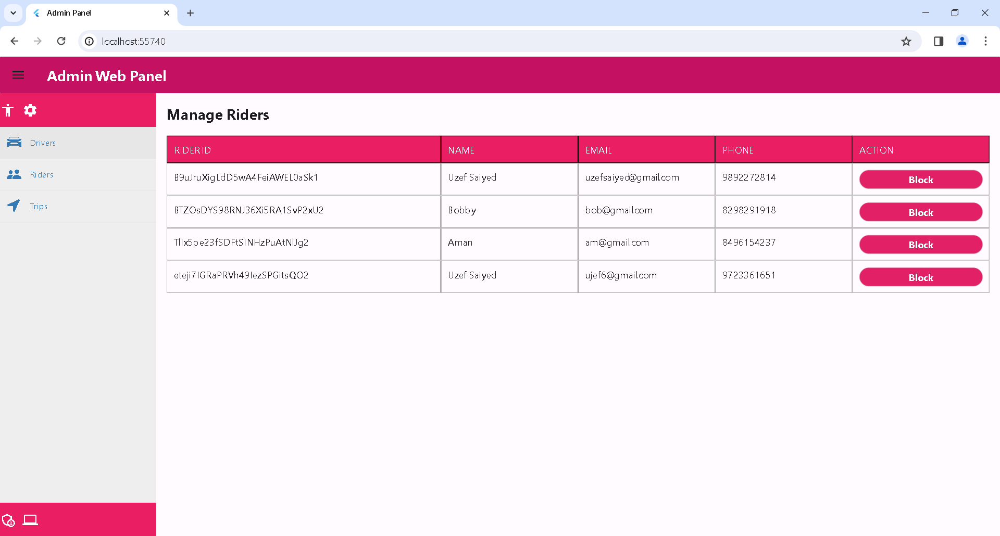 Admin Panel
localhost:55740
Admin Web Panel
Manage Riders
Drivers
Riders
Trips
RIDER ID NAME EMAIL PHONE ACTION
B9uJruXigLdD5wA4FeiAWEL0aSk1 Uzef Saiyed uzefsaiyed@gmail.com 9892272814 Block
BTZOsDYS98RNJ36Xi5RA1SvP2xU2 Bobby bob@gmail.com 8298291918 Block
Aman am@gmail.com 8496154237 Block
Uzef Saiyed ujef6@gmail.com 9723361651 Block